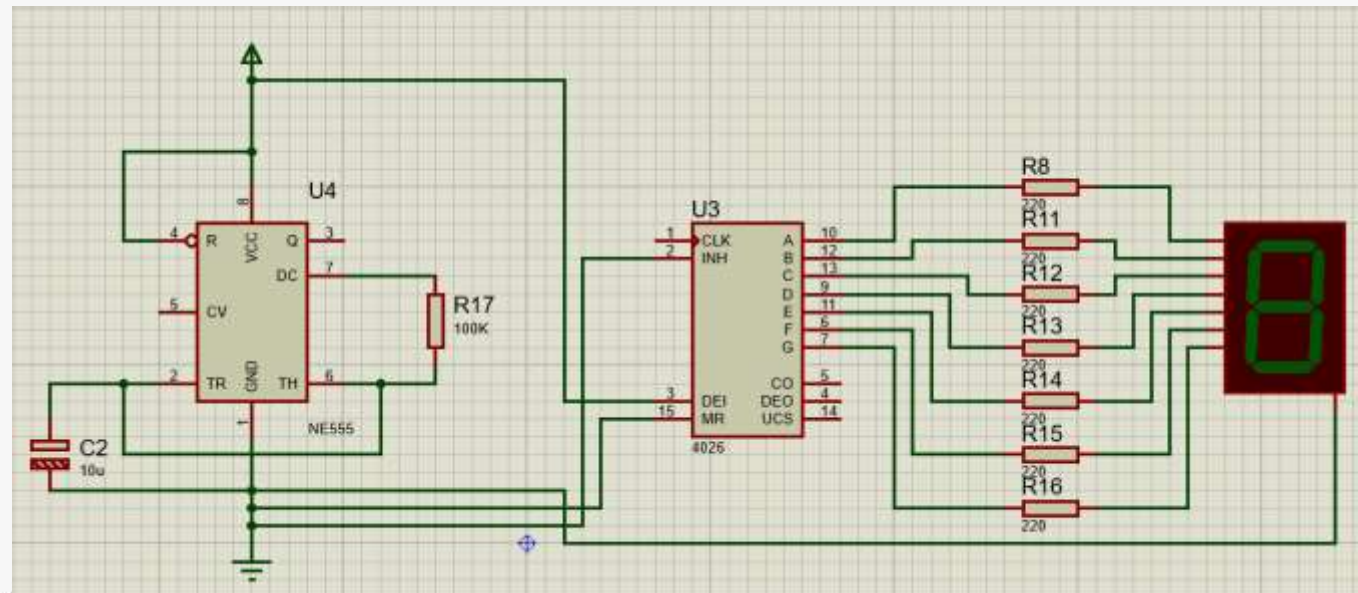 U4
8
4
R
VCC
Q
3
DC
7
5
CV
2
TR
GND
TH
6
1
NE555
R17
100K
C2
10u
U3
1
CLK
A
10
2
INH
B
12
C
13
D
9
E
11
F
6
G
7
CO
5
3
DEI
DEO
4
15
MR
UCS
14
4026
R8
220
R11
220
R12
220
R13
220
R14
220
R15
220
R16
220